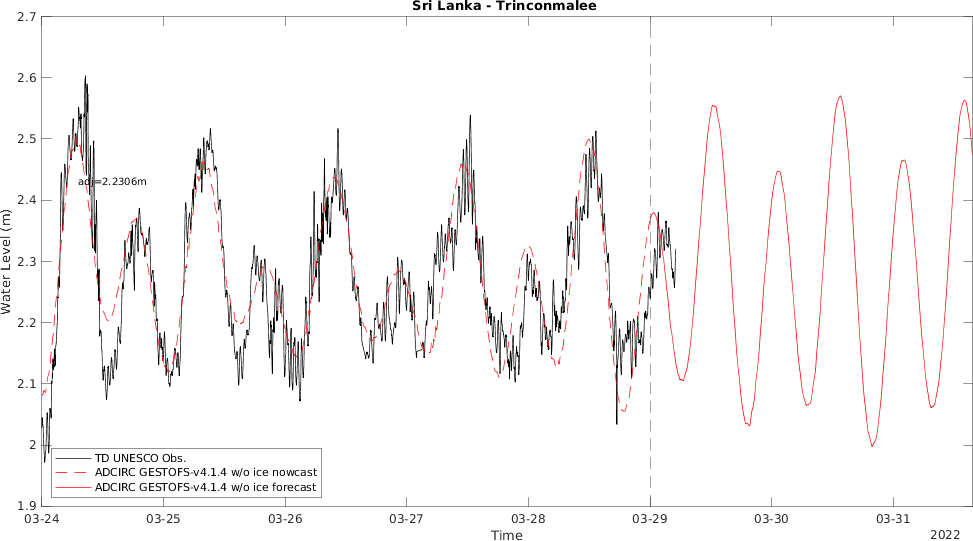 Sri Lanka - Trinconmalee
2.7
2.6
2.5
2.4
2.3
2.2
2.1
2
1.9
Water Level (m)
adj=2.2306m
TD UNESCO Obs.
ADCIRC GESTOFS-v4.1.4 w/o ice nowcast
ADCIRC GESTOFS-v4.1.4 w/o ice forecast
03-24 03-25 03-26 03-27 03-28 03-29 03-30 03-31
Time
2022